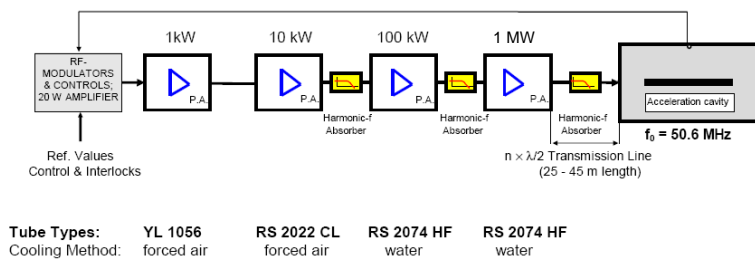 1kW
10 kW
100 kW
1 MW
RF-
MODULATORS
& CONTROLS;
20 W AMPLIFIER
P.A.
P.A.
P.A.
P.A.
Acceleration cavity
Harmonic-f
Absorber
Harmonic-f
Absorber
Harmonic-f
Absorber
f₀ = 50.6 MHz
Ref. Values
Control & Interlocks
n × λ/2 Transmission Line
(25 - 45 m length)
Tube Types: YL 1056 RS 2022 CL RS 2074 HF RS 2074 HF
Cooling Method: forced air forced air water water